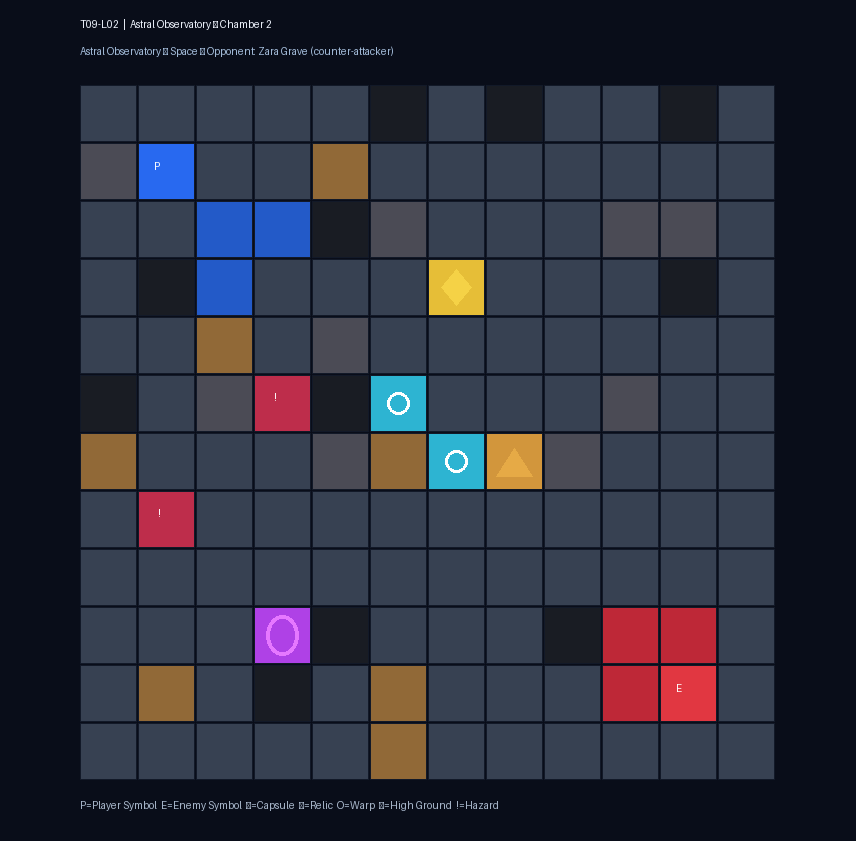 T09-L02 | Astral Observatory □ Chamber 2
Astral Observatory □ Space □ Opponent: Zara Grave (counter-attacker)
P
!
!
E
P=Player Symbol E=Enemy Symbol □=Capsule □=Relic O=Warp □=High Ground !=Hazard